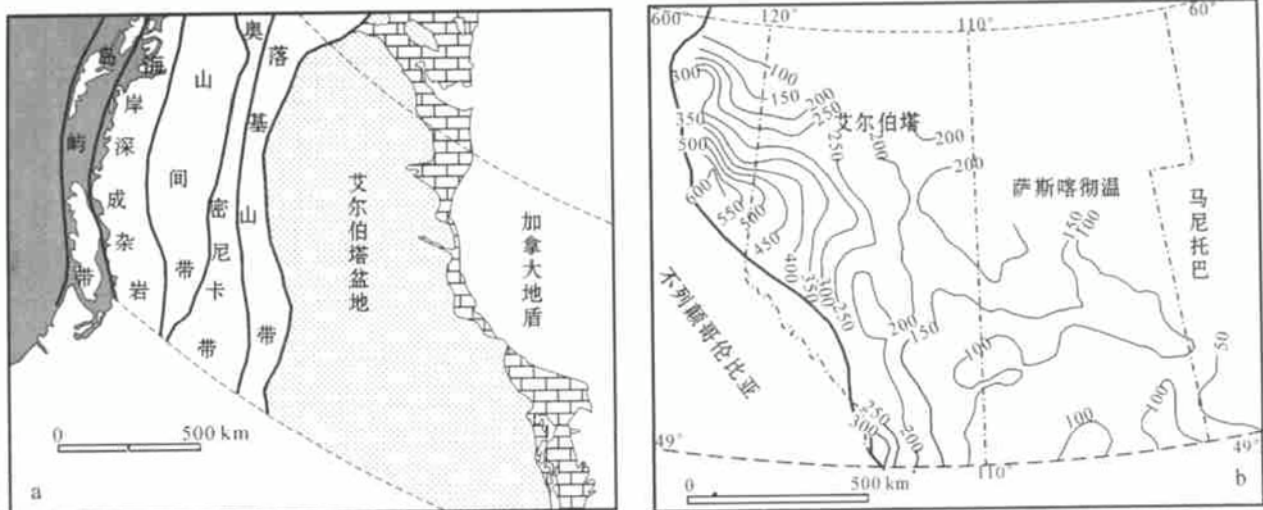 岛屿带
海岸深成杂岩
山间带
奥密尼卡带
落基山带
艾尔伯塔盆地
加拿大地盾
0 500 km
a
600
120°
110°
60°
300
100
150
200
250
350
500
600
550
500
450
400
350
300
250
200
250
200
200
艾尔伯塔
萨斯喀彻温
马尼托巴
不列颠哥伦比亚
150
100
200
150
100
50
250
300
200
100
100
49°
110°
49°
0 500 km
b